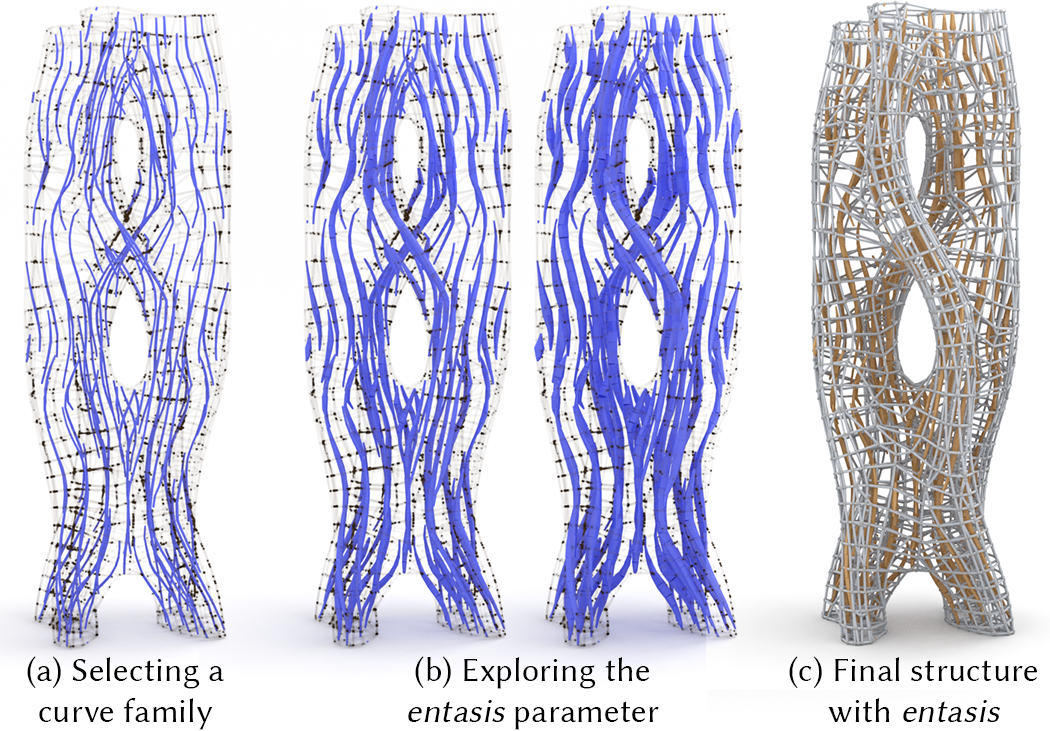 (a) Selecting a
curve family
(b) Exploring the
entasis parameter
(c) Final structure
with entasis